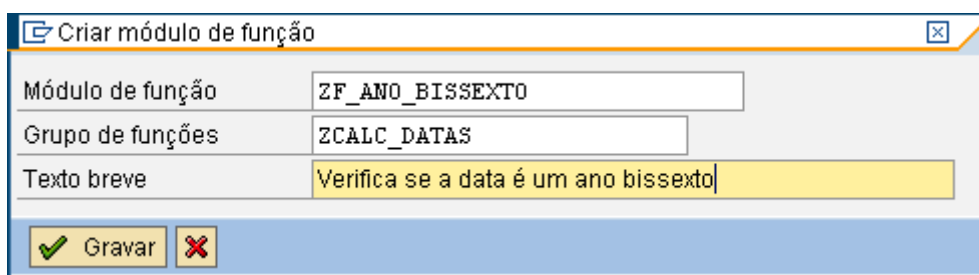 Criar módulo de função
Módulo de função ZF_ANO_BISSEXTO
Grupo de funções ZCALC_DATAS
Texto breve Verifica se a data é um ano bissexto
Gravar